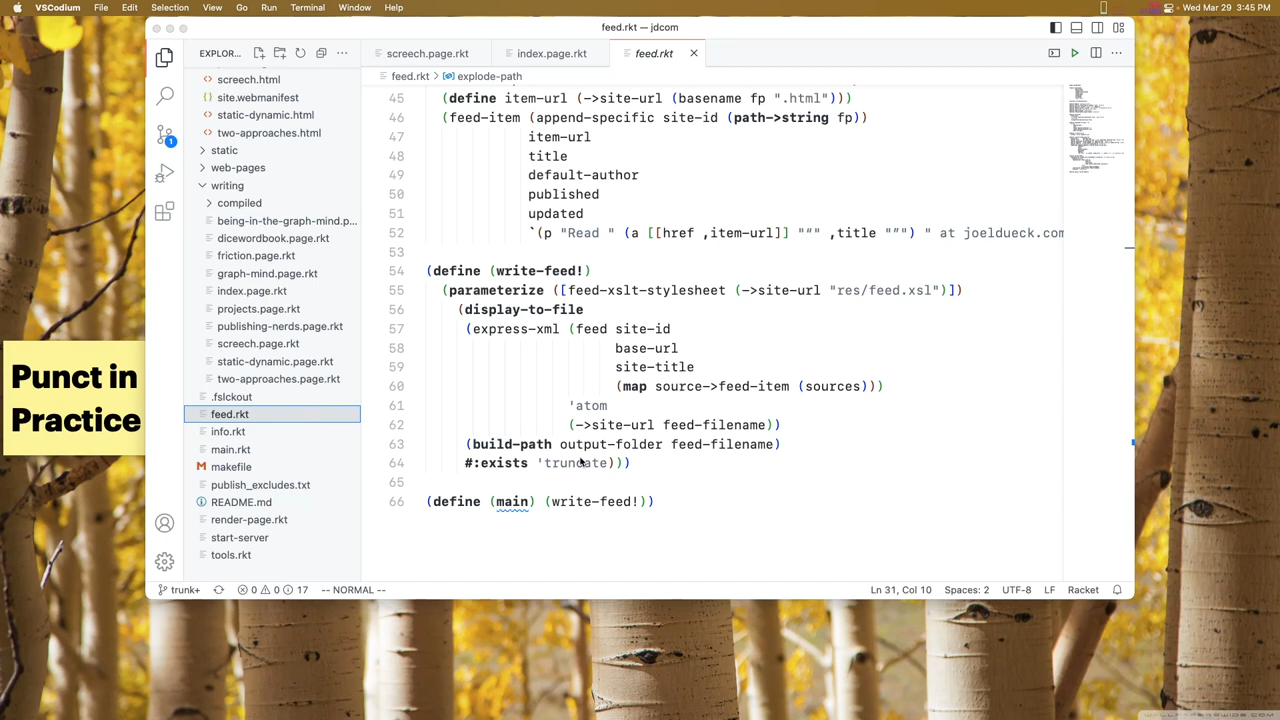 VSCodium File Edit Selection View Go Run Terminal Window Help
Wed Mar 29 3:45 PM
feed.rkt — jdcom
EXPLOR...
screech.page.rkt
index.page.rkt
feed.rkt
feed.rkt > explode-path
screech.html
site.webmanifest
static-dynamic.html
two-approaches.html
static
writing
compiled
being-in-the-graph-mind.p...
dicewordbook.page.rkt
friction.page.rkt
graph-mind.page.rkt
index.page.rkt
projects.page.rkt
publishing-nerds.page.rkt
screech.page.rkt
static-dynamic.page.rkt
two-approaches.page.rkt
.fslckout
feed.rkt
info.rkt
main.rkt
makefile
publish_excludes.txt
README.md
render-page.rkt
start-server
tools.rkt
45 (define item-url (->site-url (basename fp ".html")))
46 (feed-item (append-specific site-id (path->string fp))
47 item-url
48 title
49 default-author
50 published
51 updated
52 `(p "Read " (a [[href ,item-url]] "“" ,title "”") " at joeldueck.com
53
54 (define (write-feed!)
55 (parameterize ([feed-xslt-stylesheet (->site-url "res/feed.xsl")])
56 (display-to-file
57 (express-xml (feed site-id
58 base-url
59 site-title
60 (map source->feed-item (sources)))
61 'atom
62 (->site-url feed-filename))
63 (build-path output-folder feed-filename)
64 #:exists 'truncate)))
65
66 (define (main) (write-feed!))
Punct in
Practice
1
trunk+ 0 0 17 -- NORMAL --
Ln 31, Col 10 Spaces: 2 UTF-8 LF Racket